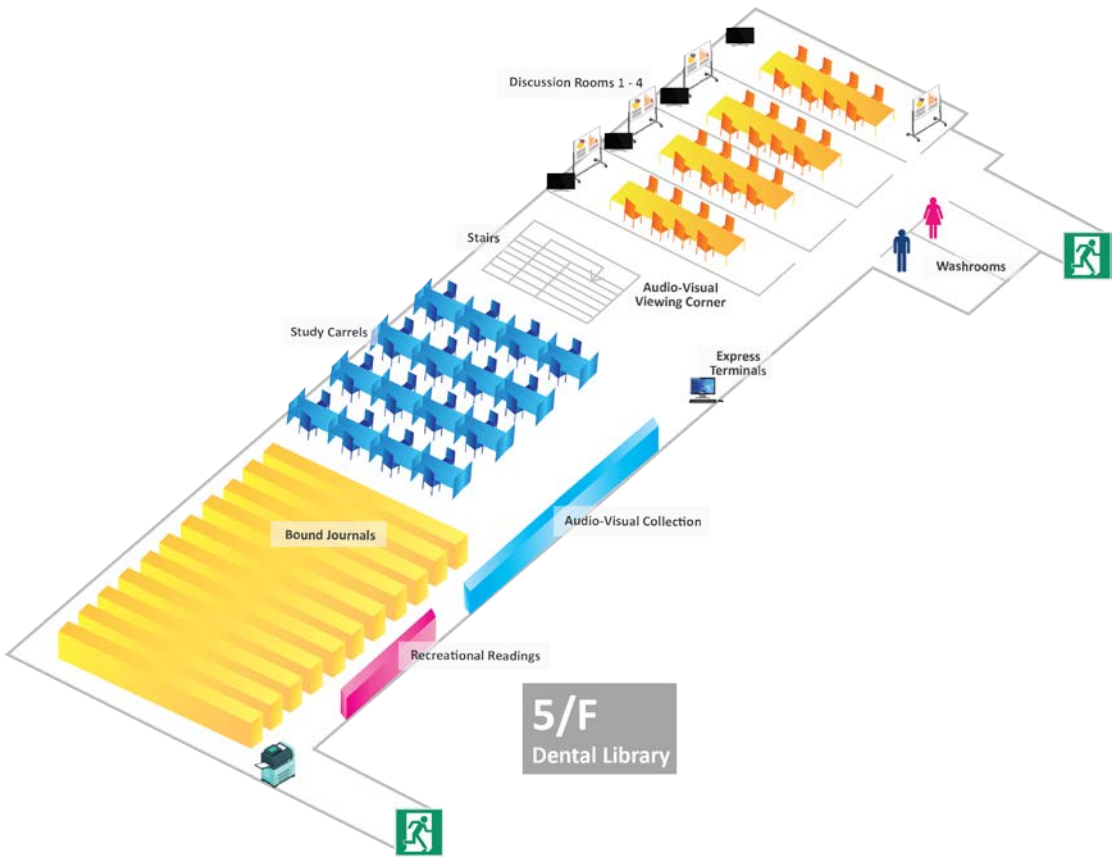 Discussion Rooms 1 - 4
Stairs
Washrooms
Audio-Visual
Viewing Corner
Study Carrels
Express
Terminals
Audio-Visual Collection
Bound Journals
Recreational Readings
5/F
Dental Library